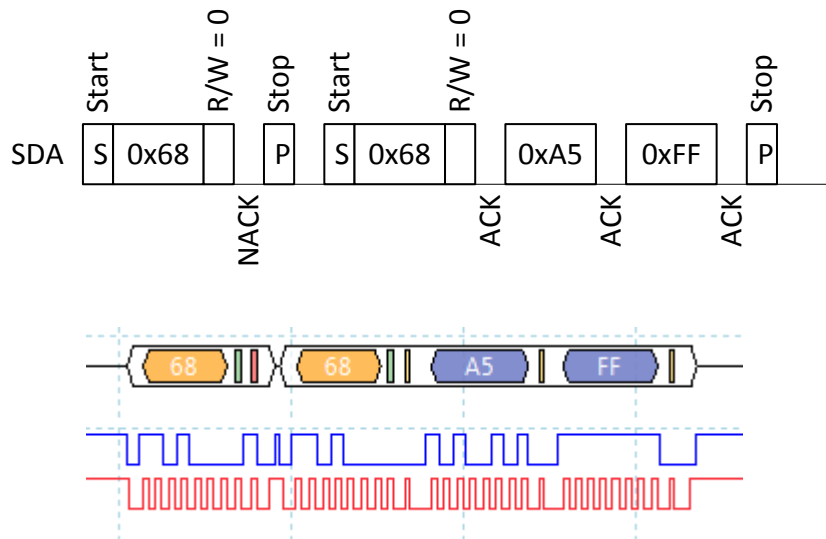 Start R/W = 0 Stop Start R/W = 0 Stop
SDA S 0x68 P S 0x68 0xA5 0xFF P
NACK ACK ACK ACK
68 68 A5 FF